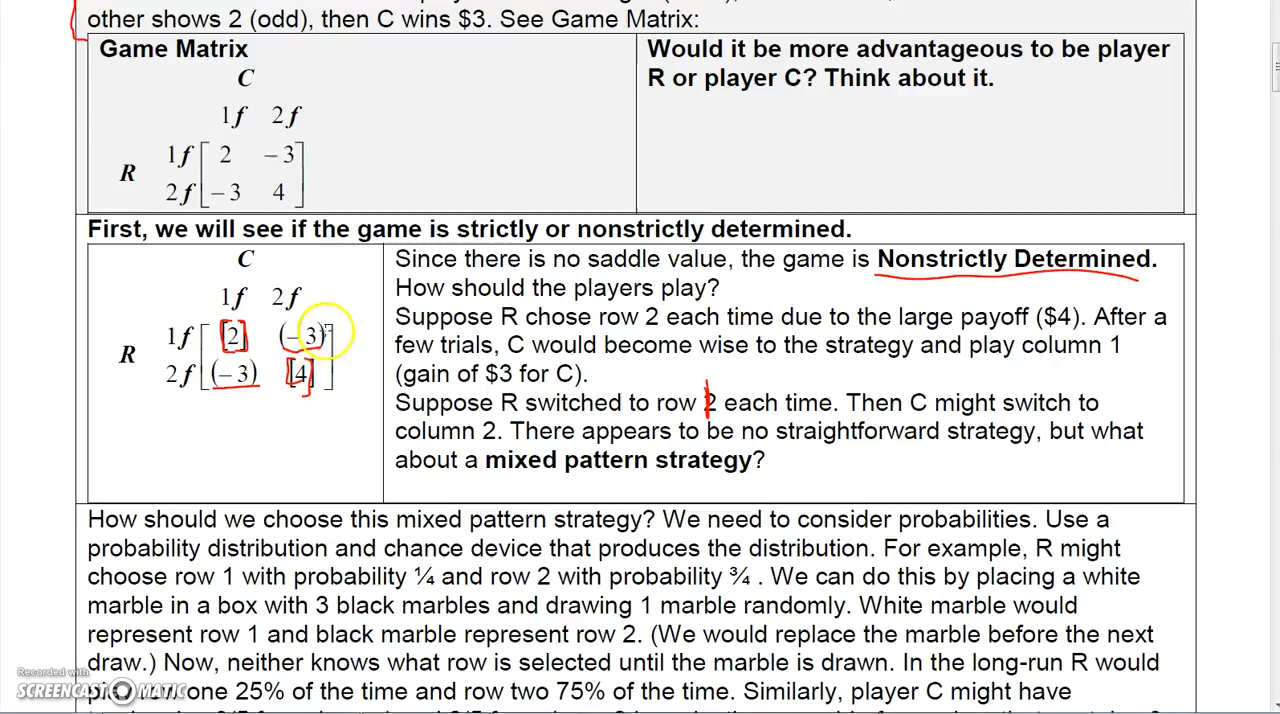 other shows 2 (odd), then C wins $3. See Game Matrix:
Game Matrix
C
1f 2f
R
1f [ 2 −3 ]
2f [ −3 4 ]
Would it be more advantageous to be player
R or player C? Think about it.
First, we will see if the game is strictly or nonstrictly determined.
C
1f 2f
R
1f [ [2] (−3) ]
2f [ (−3) [4] ]
Since there is no saddle value, the game is Nonstrictly Determined.
How should the players play?
Suppose R chose row 2 each time due to the large payoff ($4). After a
few trials, C would become wise to the strategy and play column 1
(gain of $3 for C).
Suppose R switched to row 2 each time. Then C might switch to
column 2. There appears to be no straightforward strategy, but what
about a mixed pattern strategy?
How should we choose this mixed pattern strategy? We need to consider probabilities. Use a
probability distribution and chance device that produces the distribution. For example, R might
choose row 1 with probability ¼ and row 2 with probability ¾ . We can do this by placing a white
marble in a box with 3 black marbles and drawing 1 marble randomly. White marble would
represent row 1 and black marble represent row 2. (We would replace the marble before the next
draw.) Now, neither knows what row is selected until the marble is drawn. In the long-run R would
one 25% of the time and row two 75% of the time. Similarly, player C might have
Recorded with
SCREENCAST MATIC